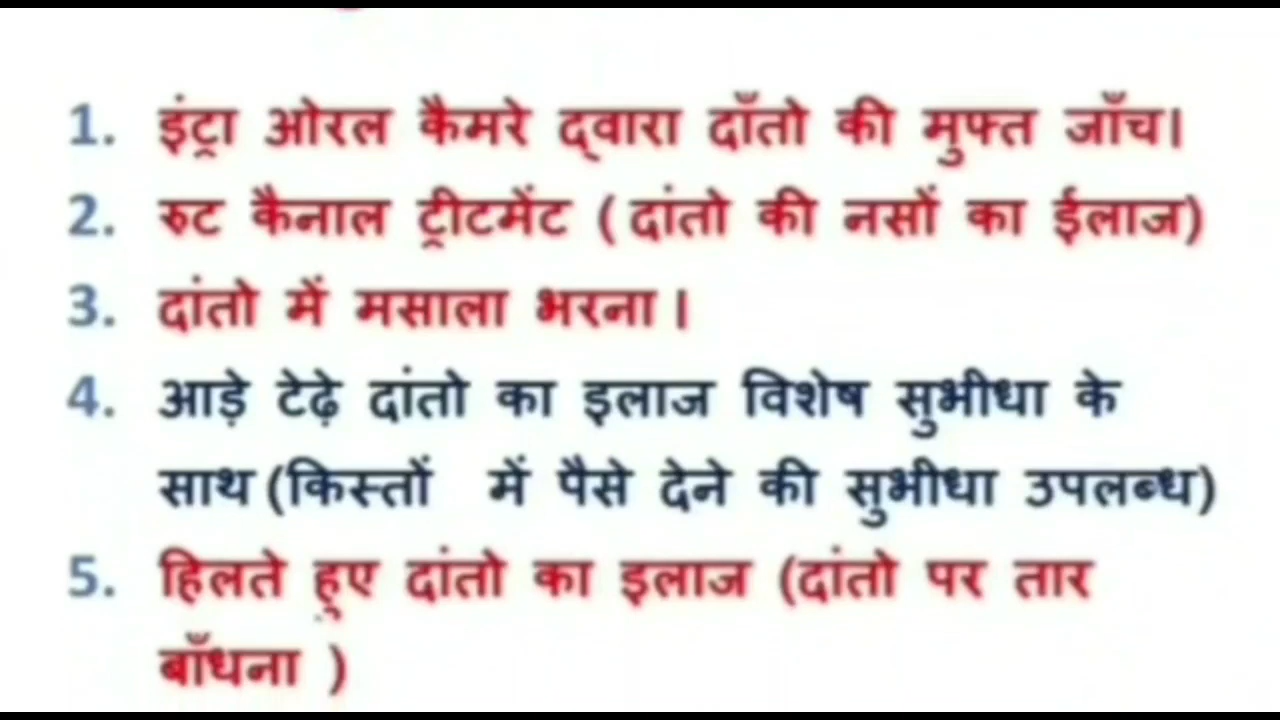 1. इंट्रा ओरल कैमरे द्वारा दाँतो की मुफ्त जाँच।
2. रुट कैनाल ट्रीटमेंट ( दांतो की नसों का ईलाज)
3. दांतो में मसाला भरना ।
4. आड़े टेढ़े दांतो का इलाज विशेष सुभीधा के
साथ (किस्तों में पैसे देने की सुभीधा उपलब्ध)
5. हिलते हुए दांतो का इलाज (दांतो पर तार
बाँधना )